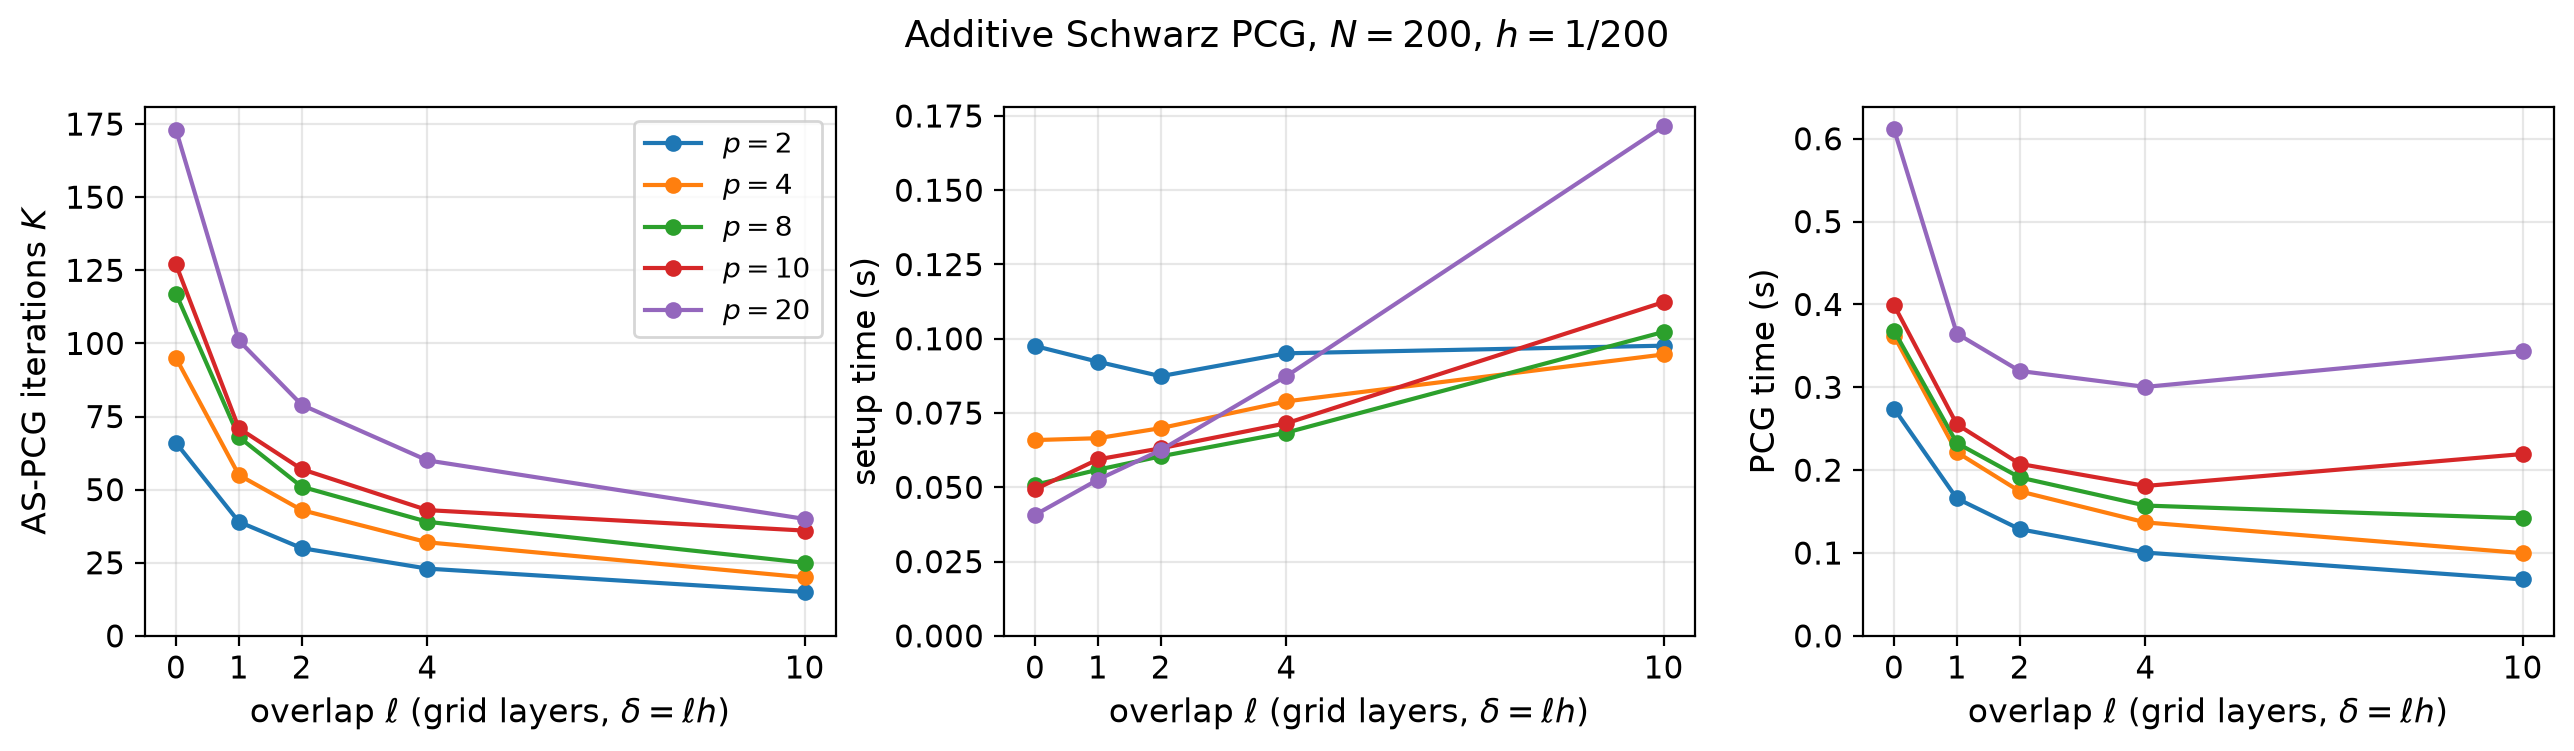 Additive Schwarz PCG, N = 200, h = 1/200
AS-PCG iterations K
175
150
125
100
75
50
25
0
0 1 2 4 10
overlap ℓ (grid layers, δ = ℓh)
p = 2
p = 4
p = 8
p = 10
p = 20
setup time (s)
0.175
0.150
0.125
0.100
0.075
0.050
0.025
0.000
0 1 2 4 10
overlap ℓ (grid layers, δ = ℓh)
PCG time (s)
0.6
0.5
0.4
0.3
0.2
0.1
0.0
0 1 2 4 10
overlap ℓ (grid layers, δ = ℓh)